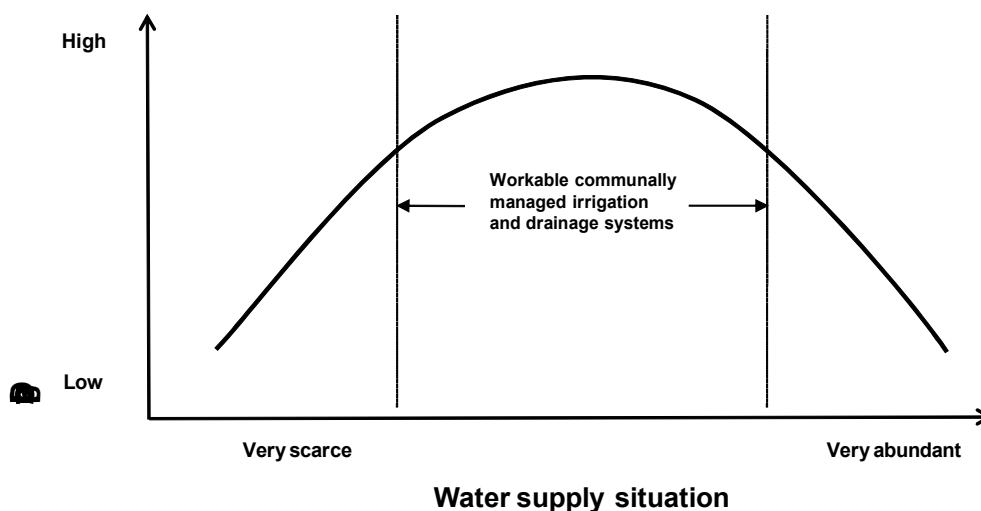 High
Workable communally
managed irrigation
and drainage systems
Low
Very scarce
Very abundant
Water supply situation